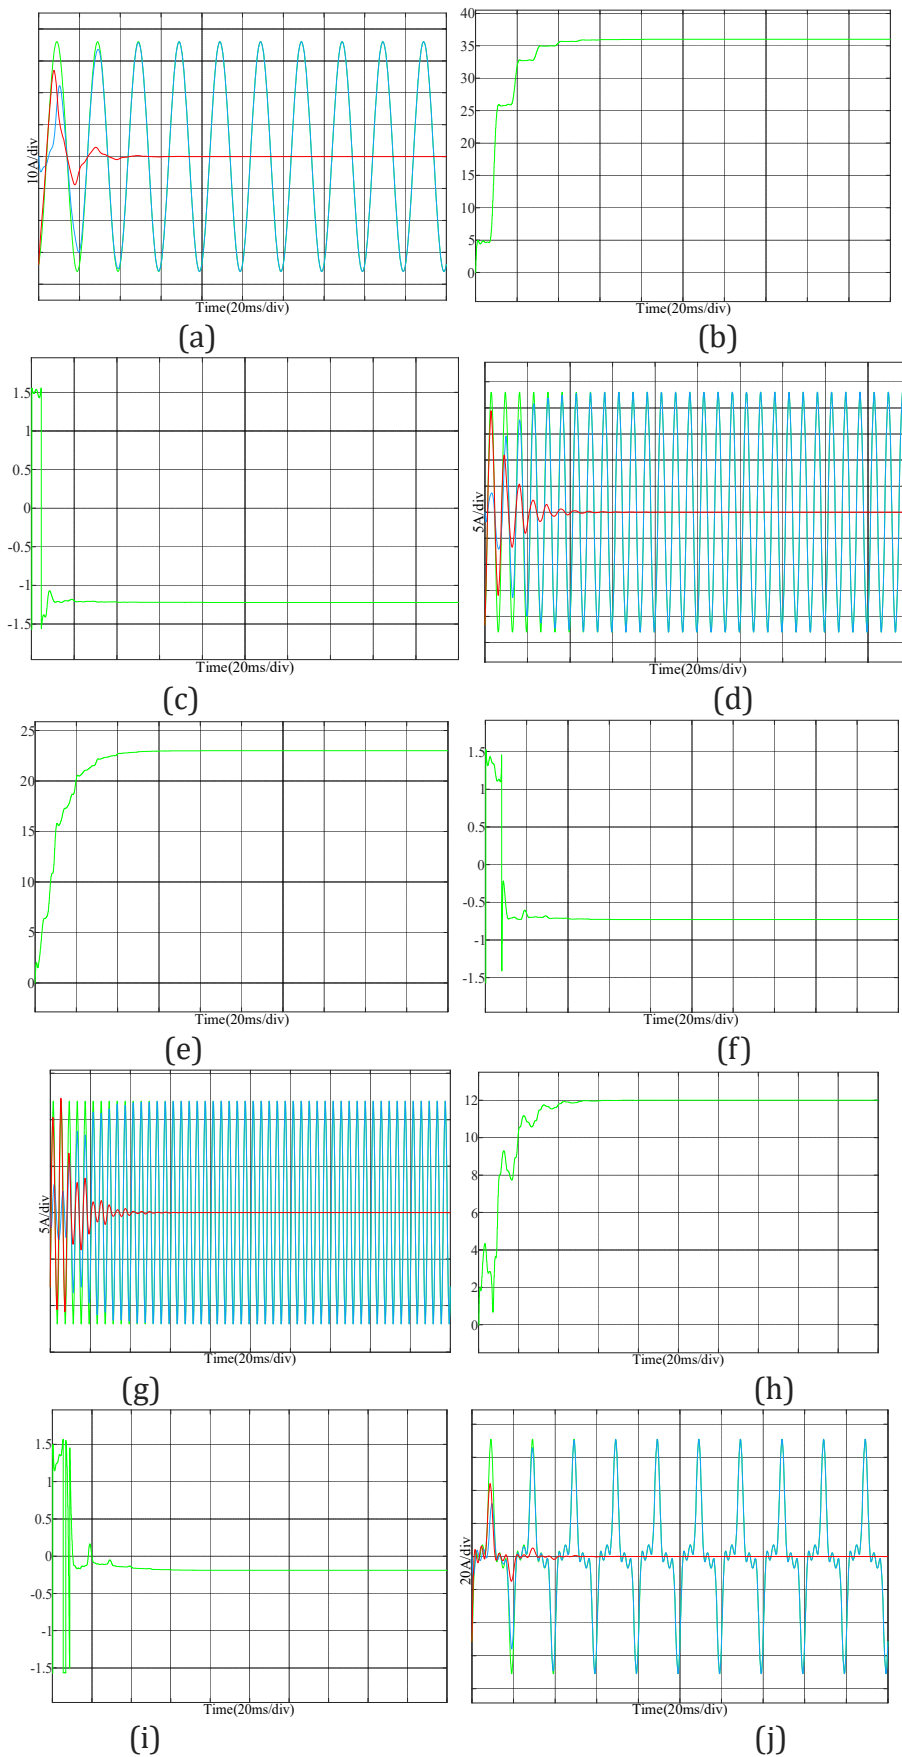 10A/div
Time(20ms/div)
(a)
40
35
30
25
20
15
10
5
0
Time(20ms/div)
(b)
1.5
1
0.5
0
-0.5
-1
-1.5
Time(20ms/div)
(c)
5A/div
Time(20ms/div)
(d)
25
20
15
10
5
0
Time(20ms/div)
(e)
1.5
1
0.5
0
-0.5
-1
-1.5
Time(20ms/div)
(f)
5A/div
Time(20ms/div)
(g)
12
10
8
6
4
2
0
Time(20ms/div)
(h)
1.5
1
0.5
0
-0.5
-1
-1.5
Time(20ms/div)
(i)
20A/div
Time(20ms/div)
(j)